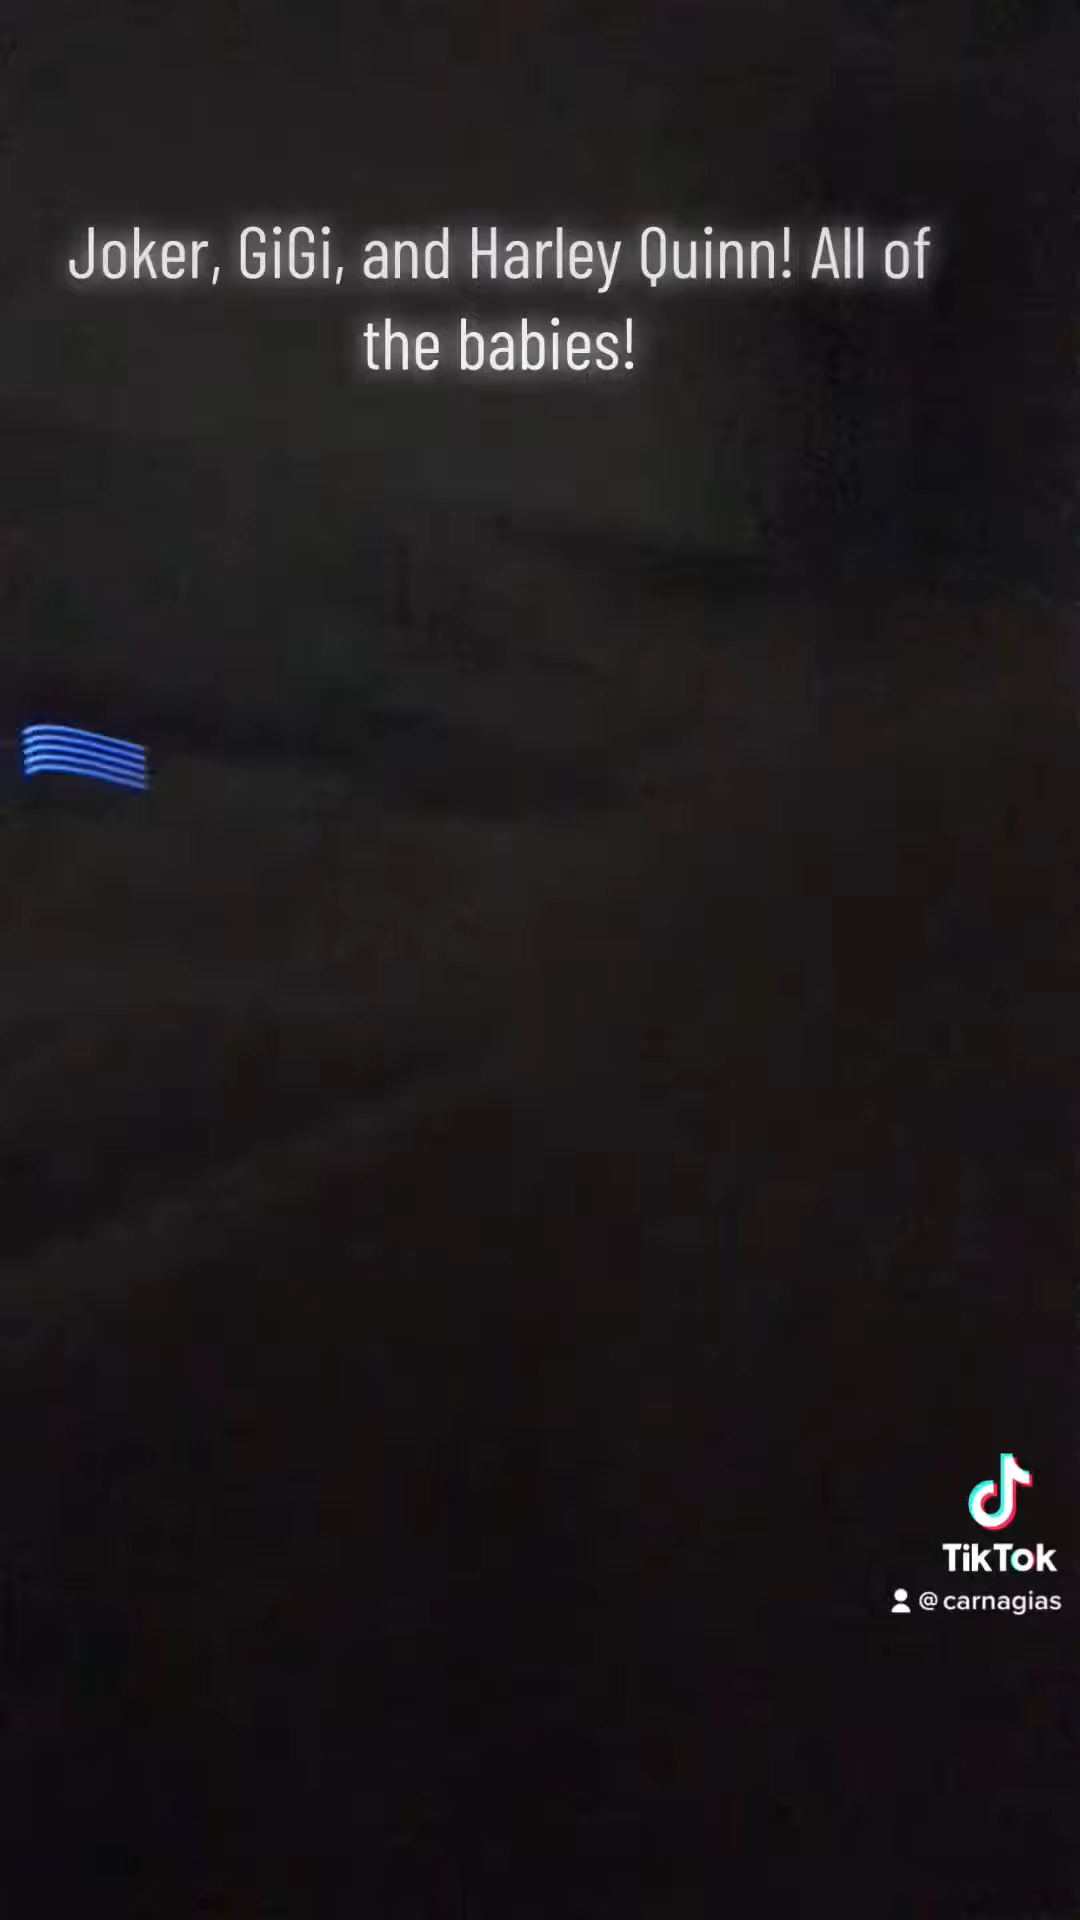 Joker, GiGi, and Harley Quinn! All of
the babies!
TikTok
@carnagias